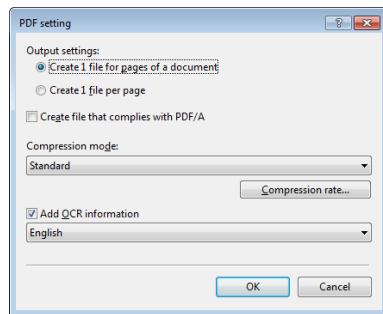 PDF setting
Output settings:
Create 1 file for pages of a document
Create 1 file per page
Create file that complies with PDF/A
Compression mode:
Standard
Compression rate...
Add OCR information
English
OK Cancel